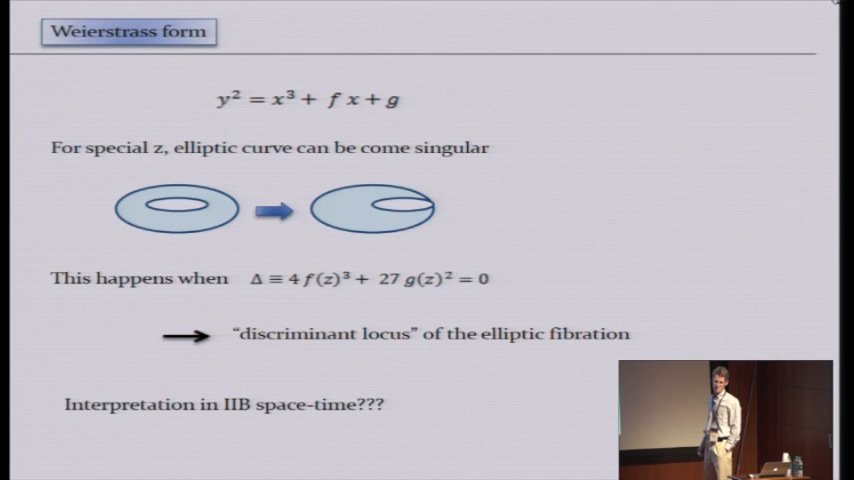 Weierstrass form
y² = x³ + f x + g
For special z, elliptic curve can be come singular
This happens when Δ ≡ 4 f(z)³ + 27 g(z)² = 0
“discriminant locus” of the elliptic fibration
Interpretation in IIB space-time???